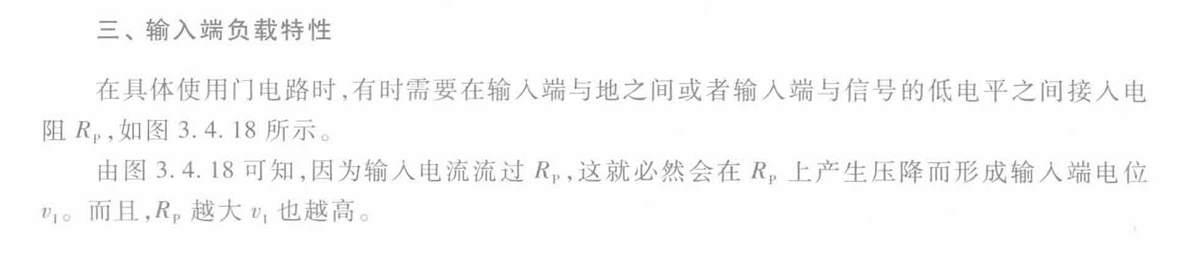 三、输入端负载特性
在具体使用门电路时,有时需要在输入端与地之间或者输入端与信号的低电平之间接入电
阻 R_P,如图 3. 4. 18 所示。
由图 3. 4. 18 可知,因为输入电流流过 R_P,这就必然会在 R_P 上产生压降而形成输入端电位
v_I。而且,R_P 越大 v_I 也越高。